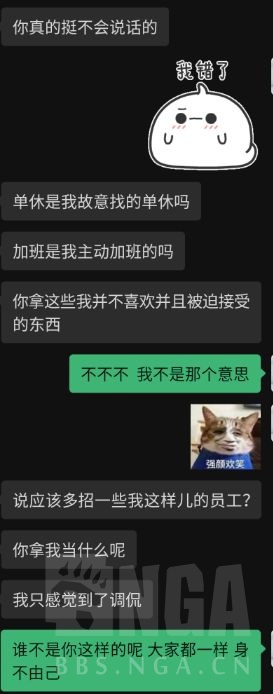 你真的挺不会说话的
我错了
单休是我故意找的单休吗
加班是我主动加班的吗
你拿这些我并不喜欢并且被迫接受
的东西
不不不 我不是那个意思
强颜欢笑
说应该多招一些我这样儿的员工?
你拿我当什么呢
我只感觉到了调侃
NGA
谁不是你这样的呢 大家都一样 身
不由己
BBS.NGA.CN